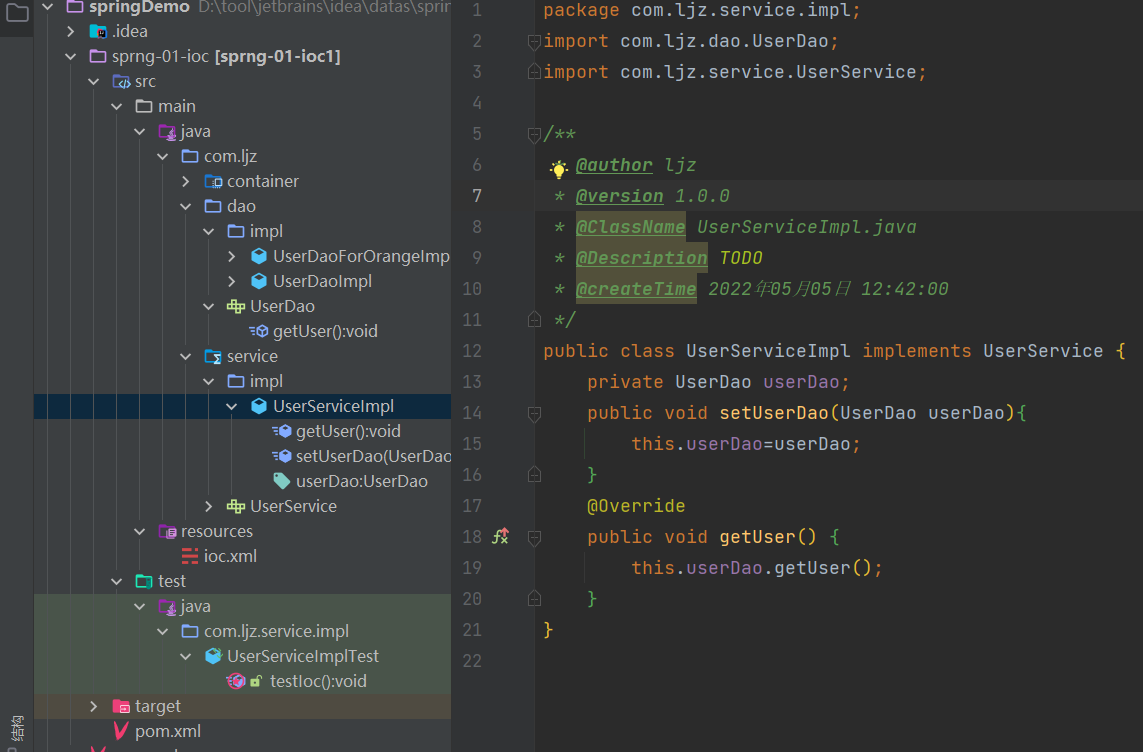 springDemo D:\tool\jetbrains\idea\datas\sprin
.idea
sprng-01-ioc [sprng-01-ioc1]
src
main
java
com.ljz
container
dao
impl
UserDaoForOrangeImp
UserDaoImpl
UserDao
getUser():void
service
impl
UserServiceImpl
getUser():void
setUserDao(UserDao
userDao:UserDao
UserService
resources
ioc.xml
test
java
com.ljz.service.impl
UserServiceImplTest
testIoc():void
target
pom.xml
结构
1 package com.ljz.service.impl;
2 import com.ljz.dao.UserDao;
3 import com.ljz.service.UserService;
4
5 /**
6 @author ljz
7 * @version 1.0.0
8 * @ClassName UserServiceImpl.java
9 * @Description TODO
10 * @createTime 2022年05月05日 12:42:00
11 */
12 public class UserServiceImpl implements UserService {
13 private UserDao userDao;
14 public void setUserDao(UserDao userDao){
15 this.userDao=userDao;
16 }
17 @Override
18 public void getUser() {
19 this.userDao.getUser();
20 }
21 }
22